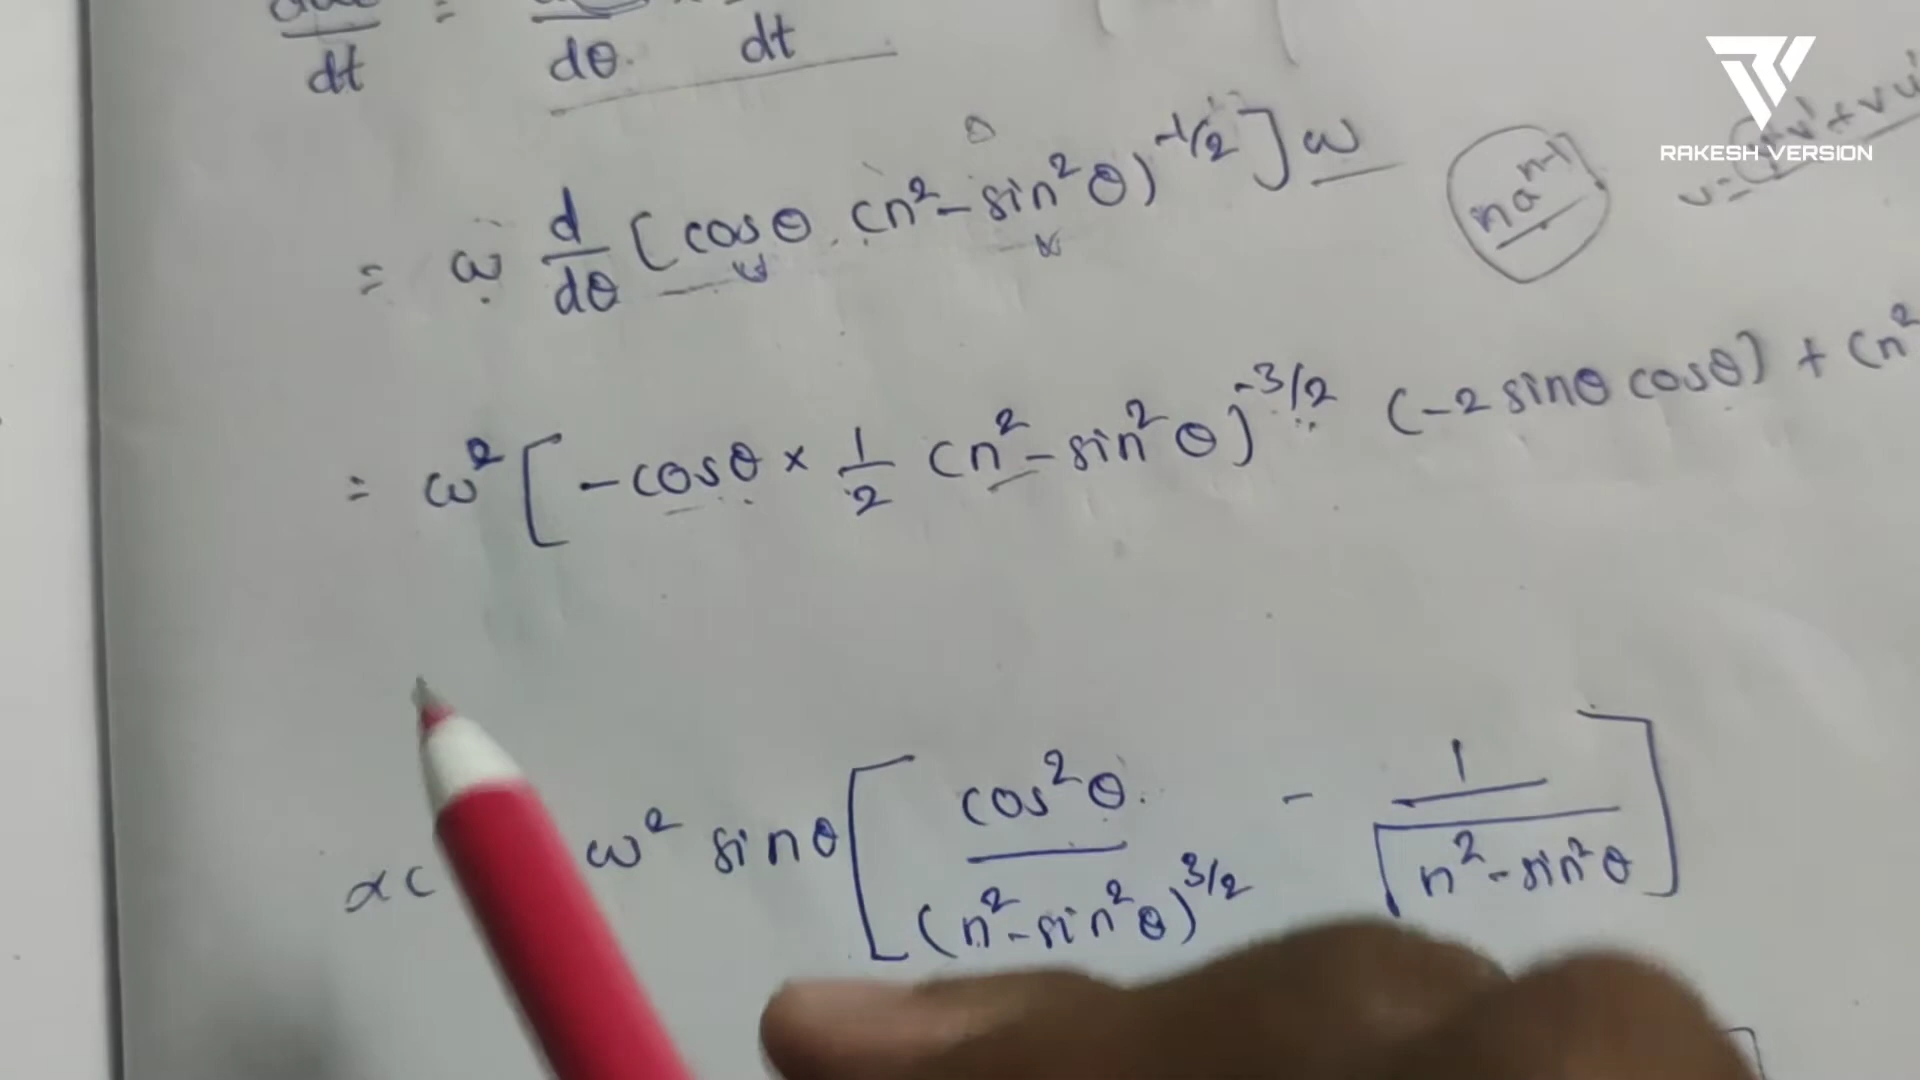 dt = dθ. dt
= ω d/dθ [cosθ . (n²-sin²θ)^-1/2] ω
na^n-1
RAKESH VERSION
= ω² [-cosθ × 1/2 (n²-sin²θ)^-3/2 (-2 sinθ cosθ) + (n²
αc ω² sinθ [cos²θ / (n²-sin²θ)^3/2 - 1 / √n²-sin²θ]